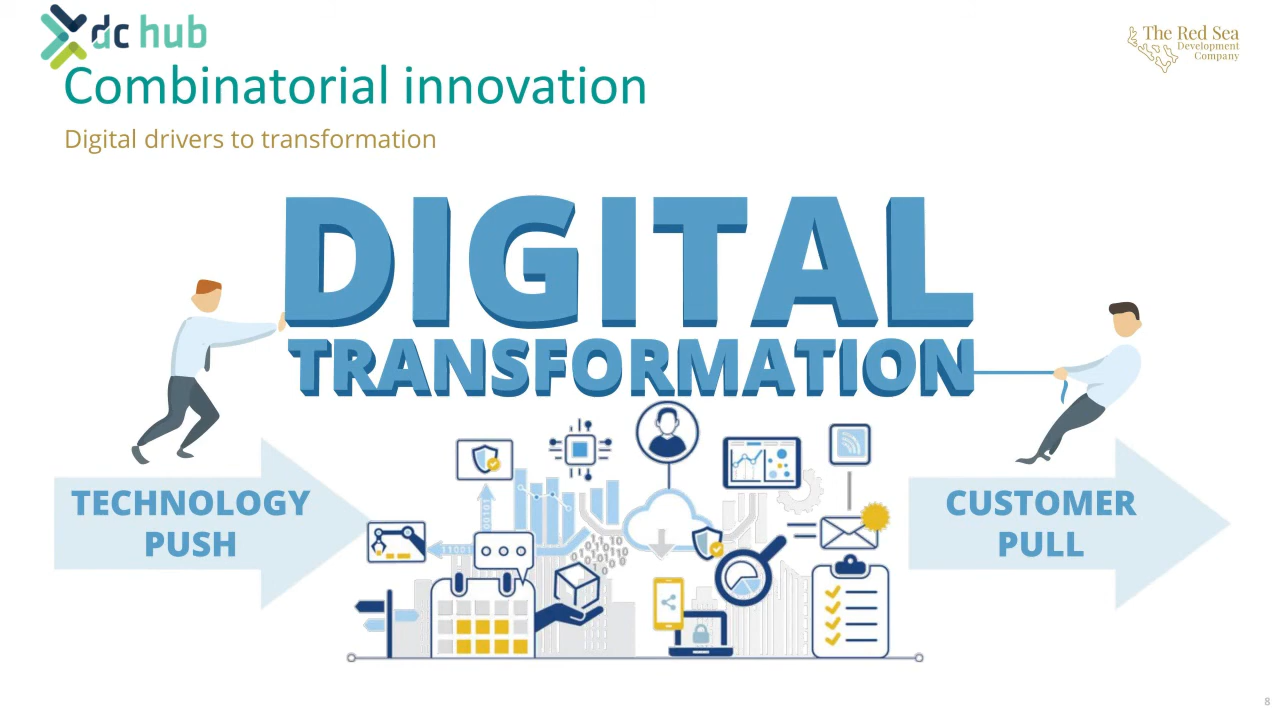 dc hub
The Red Sea
Development
Company
Combinatorial innovation
Digital drivers to transformation
DIGITAL
TRANSFORMATION
TECHNOLOGY
PUSH
CUSTOMER
PULL
8